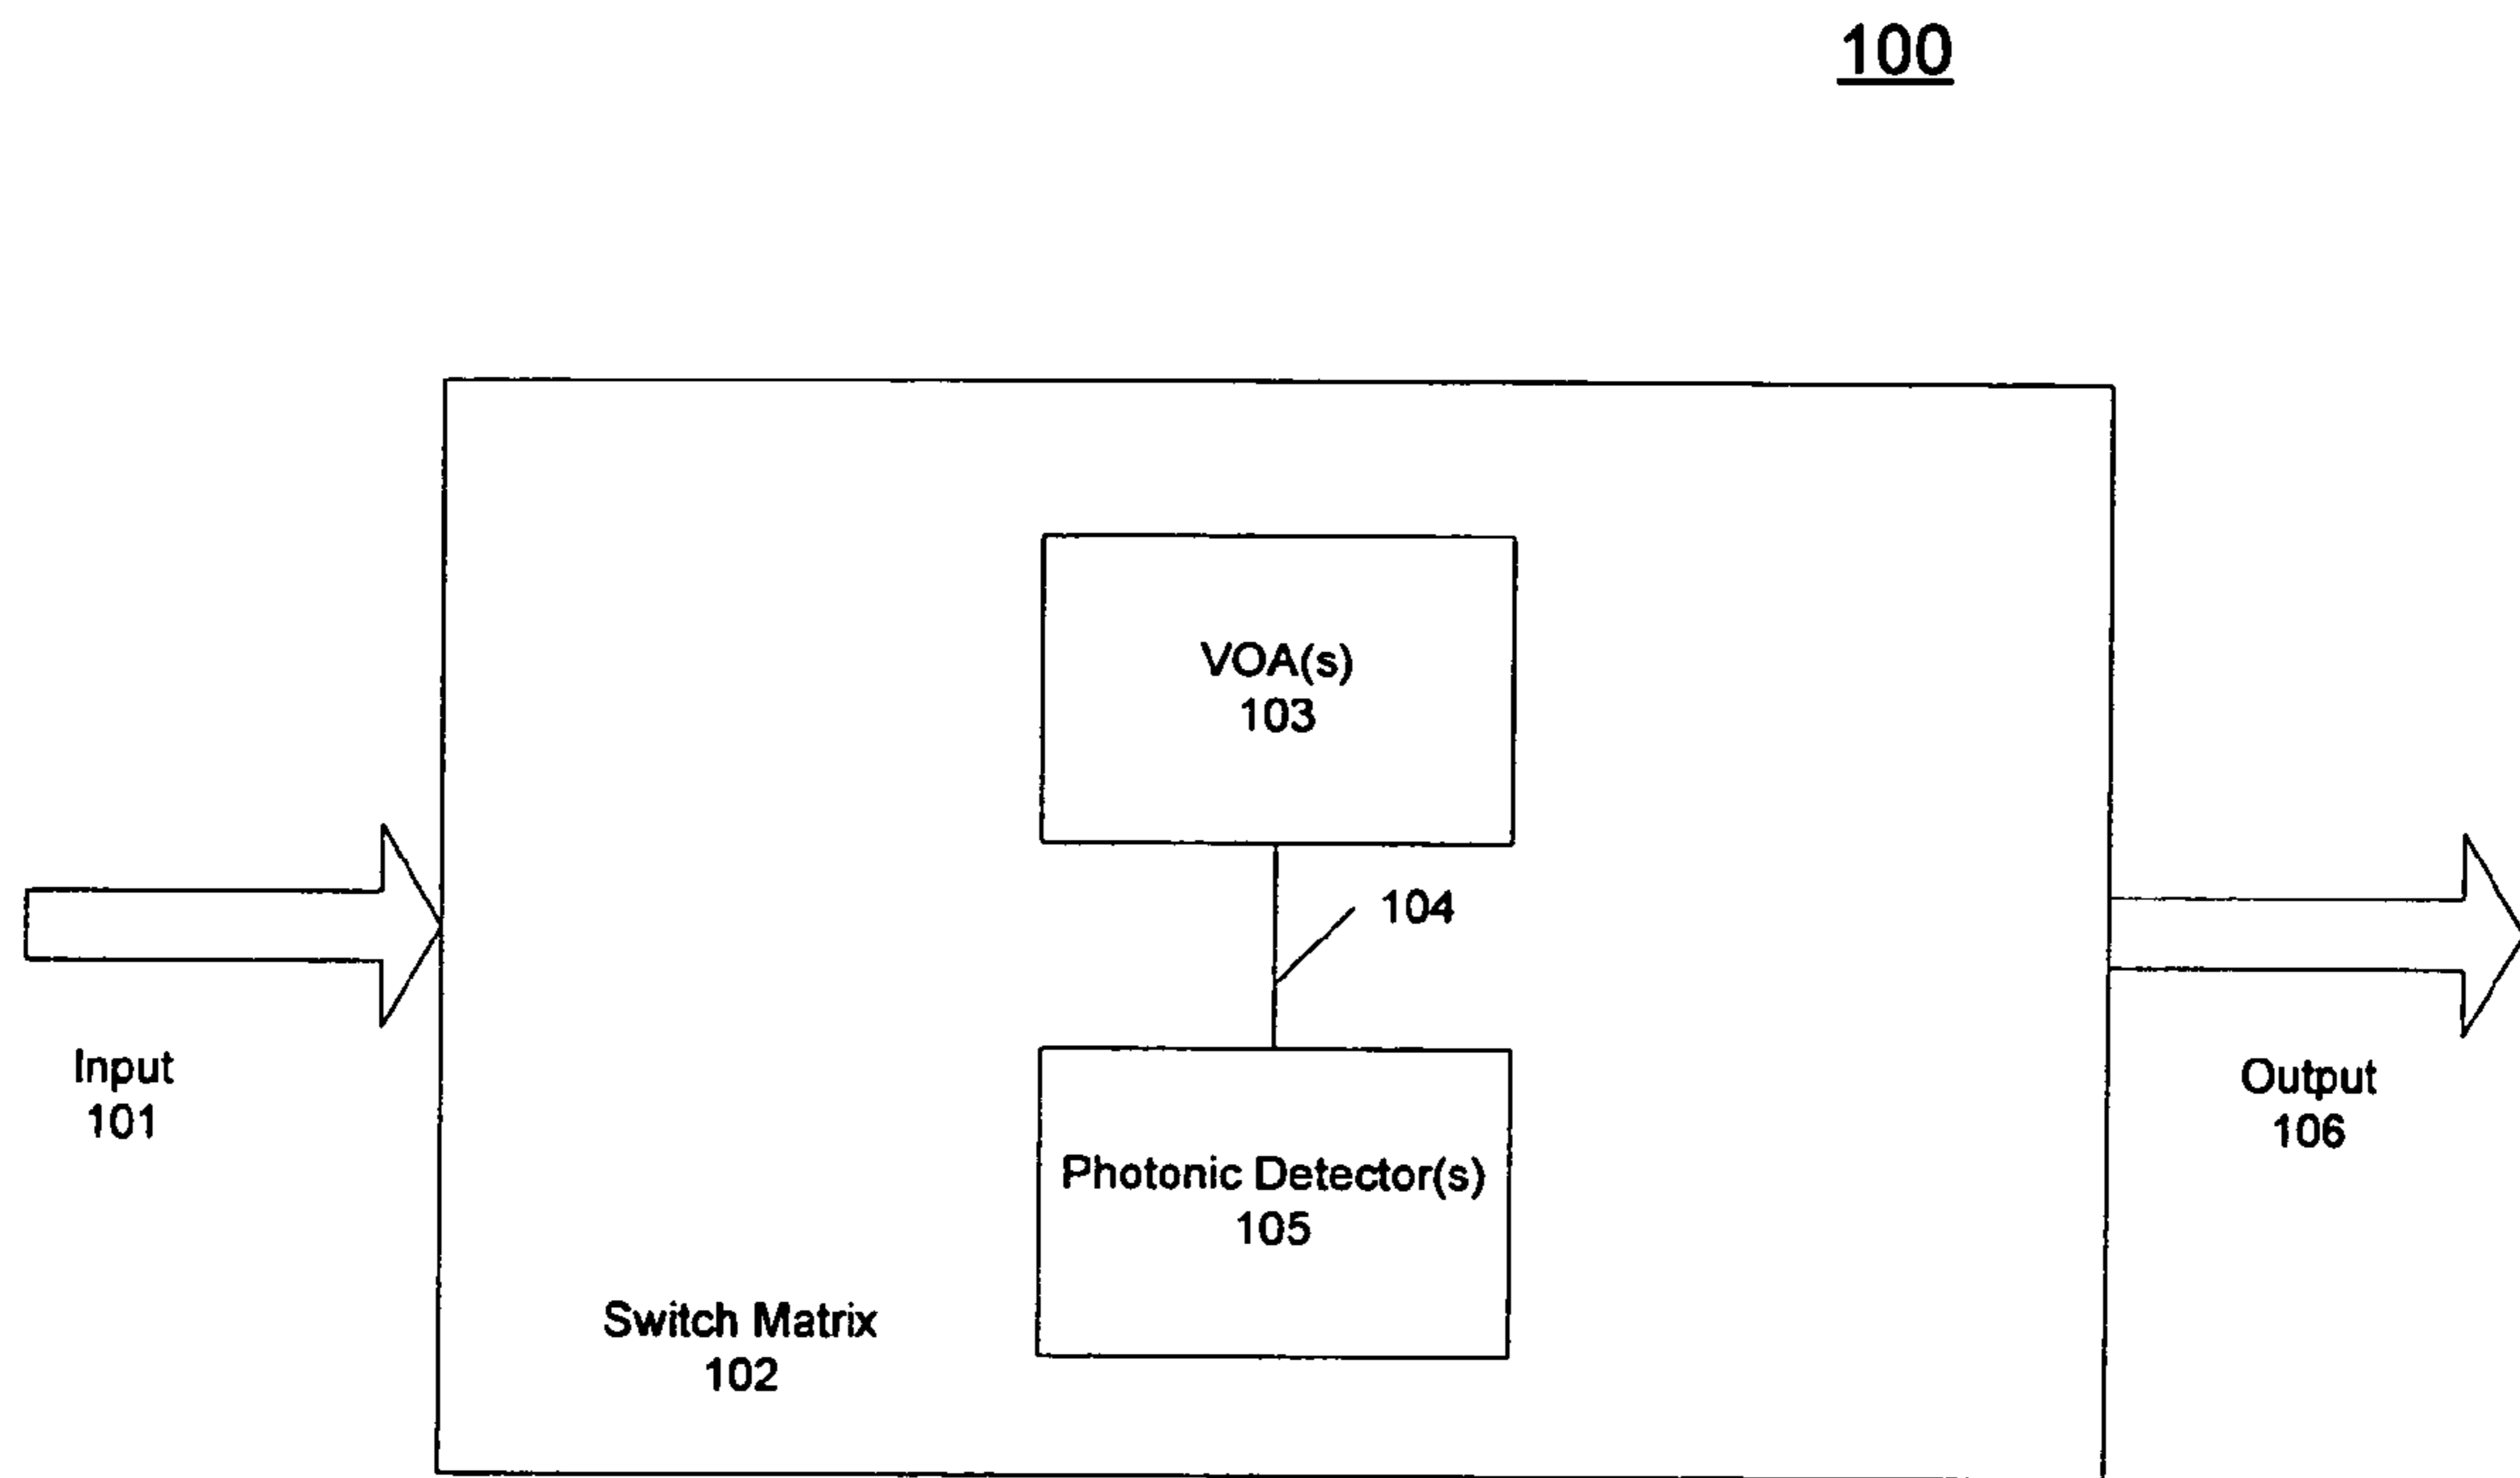 100
VOA(s)
103
104
Input
101
Photonic Detector(s)
105
Output
106
Switch Matrix
102